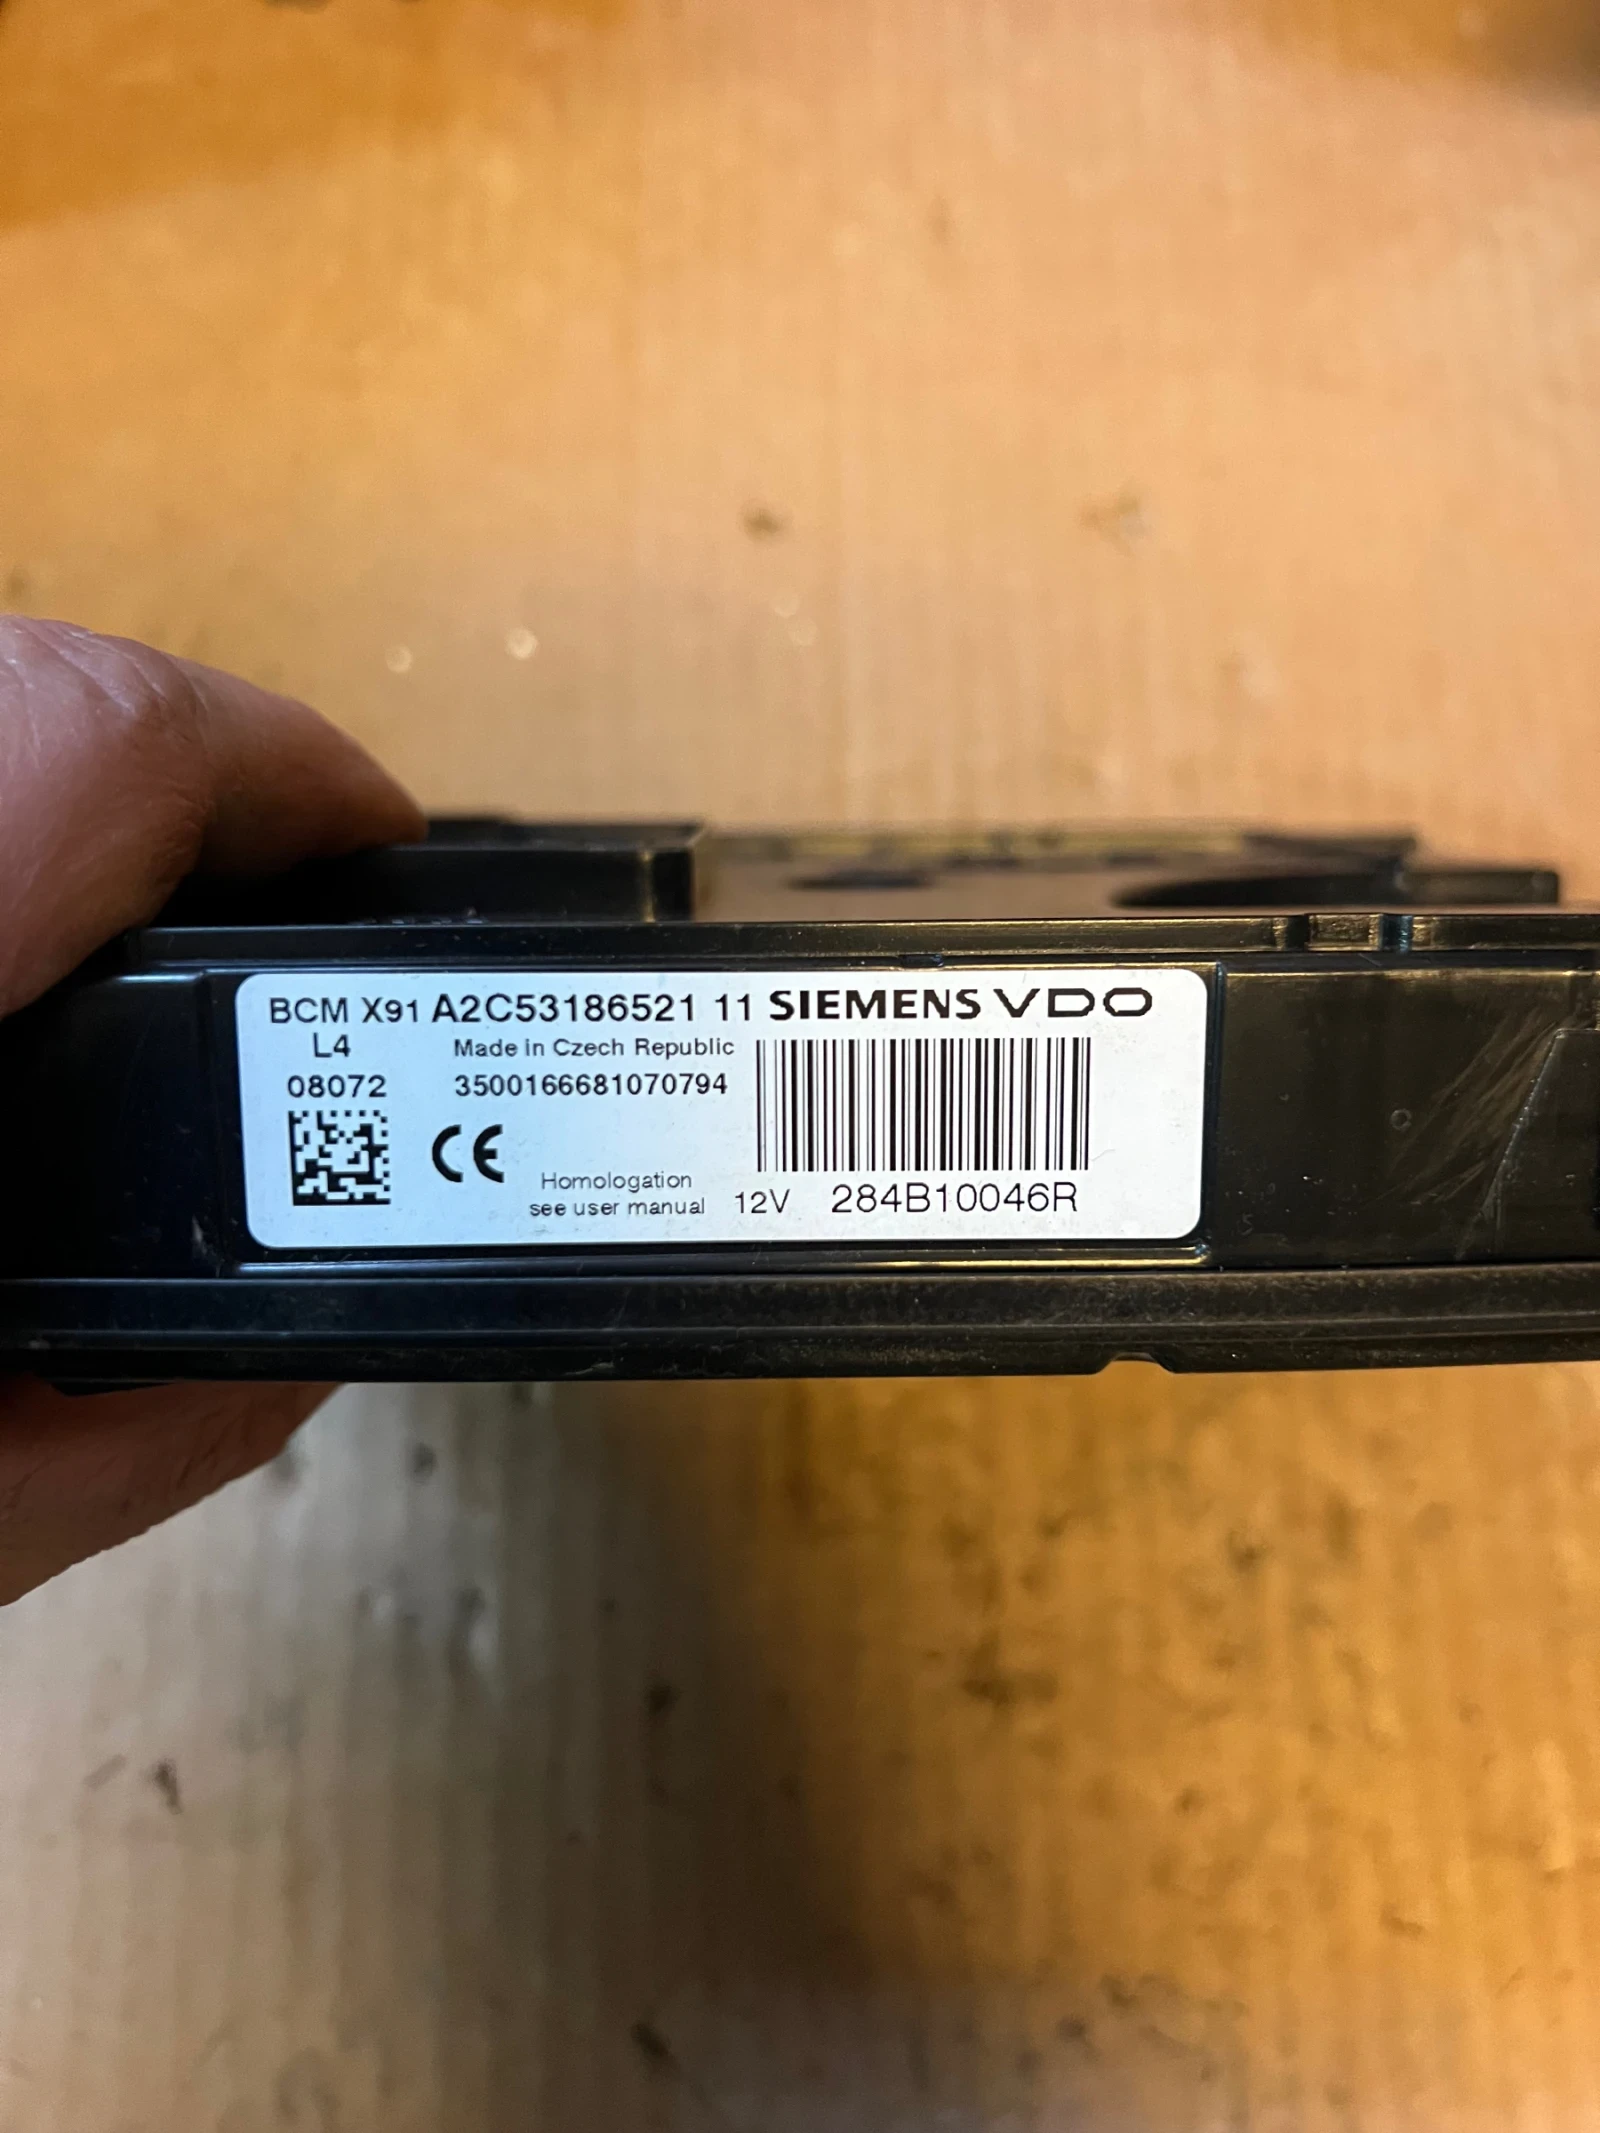 BCM X91 A2C53186521 11 SIEMENS VDO
L4 Made in Czech Republic
08072 3500166681070794
CE
Homologation
see user manual 12V 284B10046R